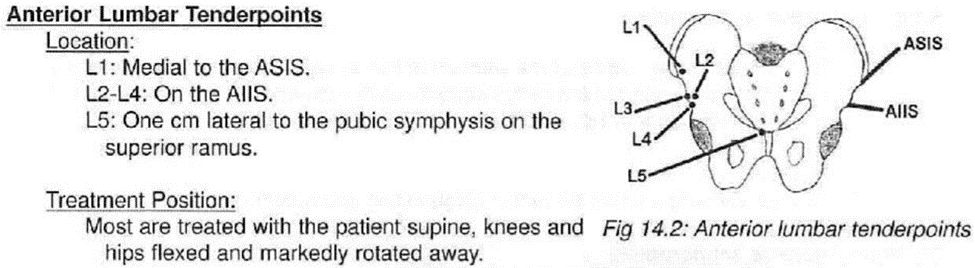 Anterior Lumbar Tenderpoints
Location:
L1: Medial to the ASIS.
L2-L4: On the AIIS.
L5: One cm lateral to the pubic symphysis on the
superior ramus.
Treatment Position:
Most are treated with the patient supine, knees and
hips flexed and markedly rotated away.
L1
L2
ASIS
L3
AIIS
L4
L5
Fig 14.2: Anterior lumbar tenderpoints